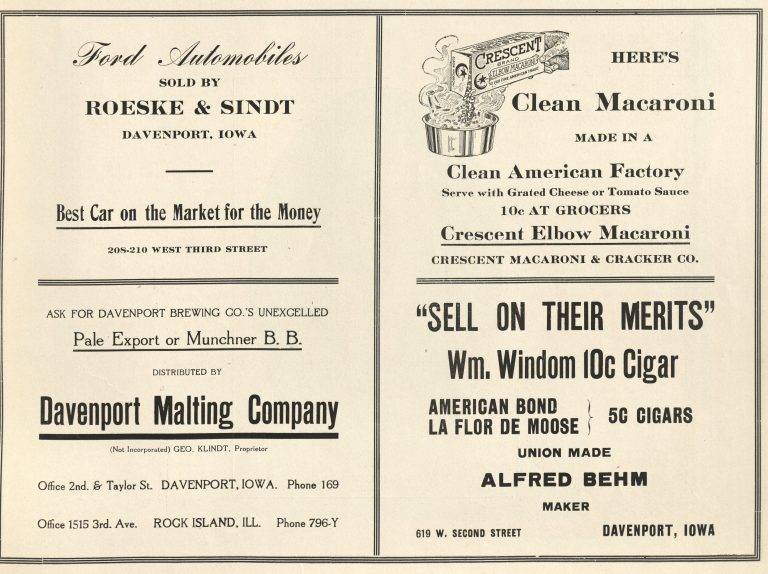 Ford Automobiles
SOLD BY
ROESKE & SINDT
DAVENPORT, IOWA
Best Car on the Market for the Money
208-210 WEST THIRD STREET
ASK FOR DAVENPORT BREWING CO.'S UNEXCELLED
Pale Export or Munchner B. B.
DISTRIBUTED BY
Davenport Malting Company
(Not Incorporated) GEO. KLINDT, Proprietor
Office 2nd. & Taylor St. DAVENPORT, IOWA. Phone 169
Office 1515 3rd. Ave. ROCK ISLAND, ILL. Phone 796-Y
CRESCENT
BRAND
ELBOW MACARONI
HERE'S
Clean Macaroni
MADE IN A
Clean American Factory
Serve with Grated Cheese or Tomato Sauce
10c AT GROCERS
Crescent Elbow Macaroni
CRESCENT MACARONI & CRACKER CO.
"SELL ON THEIR MERITS"
Wm. Windom 10c Cigar
AMERICAN BOND
LA FLOR DE MOOSE } 5C CIGARS
UNION MADE
ALFRED BEHM
MAKER
619 W. SECOND STREET DAVENPORT, IOWA